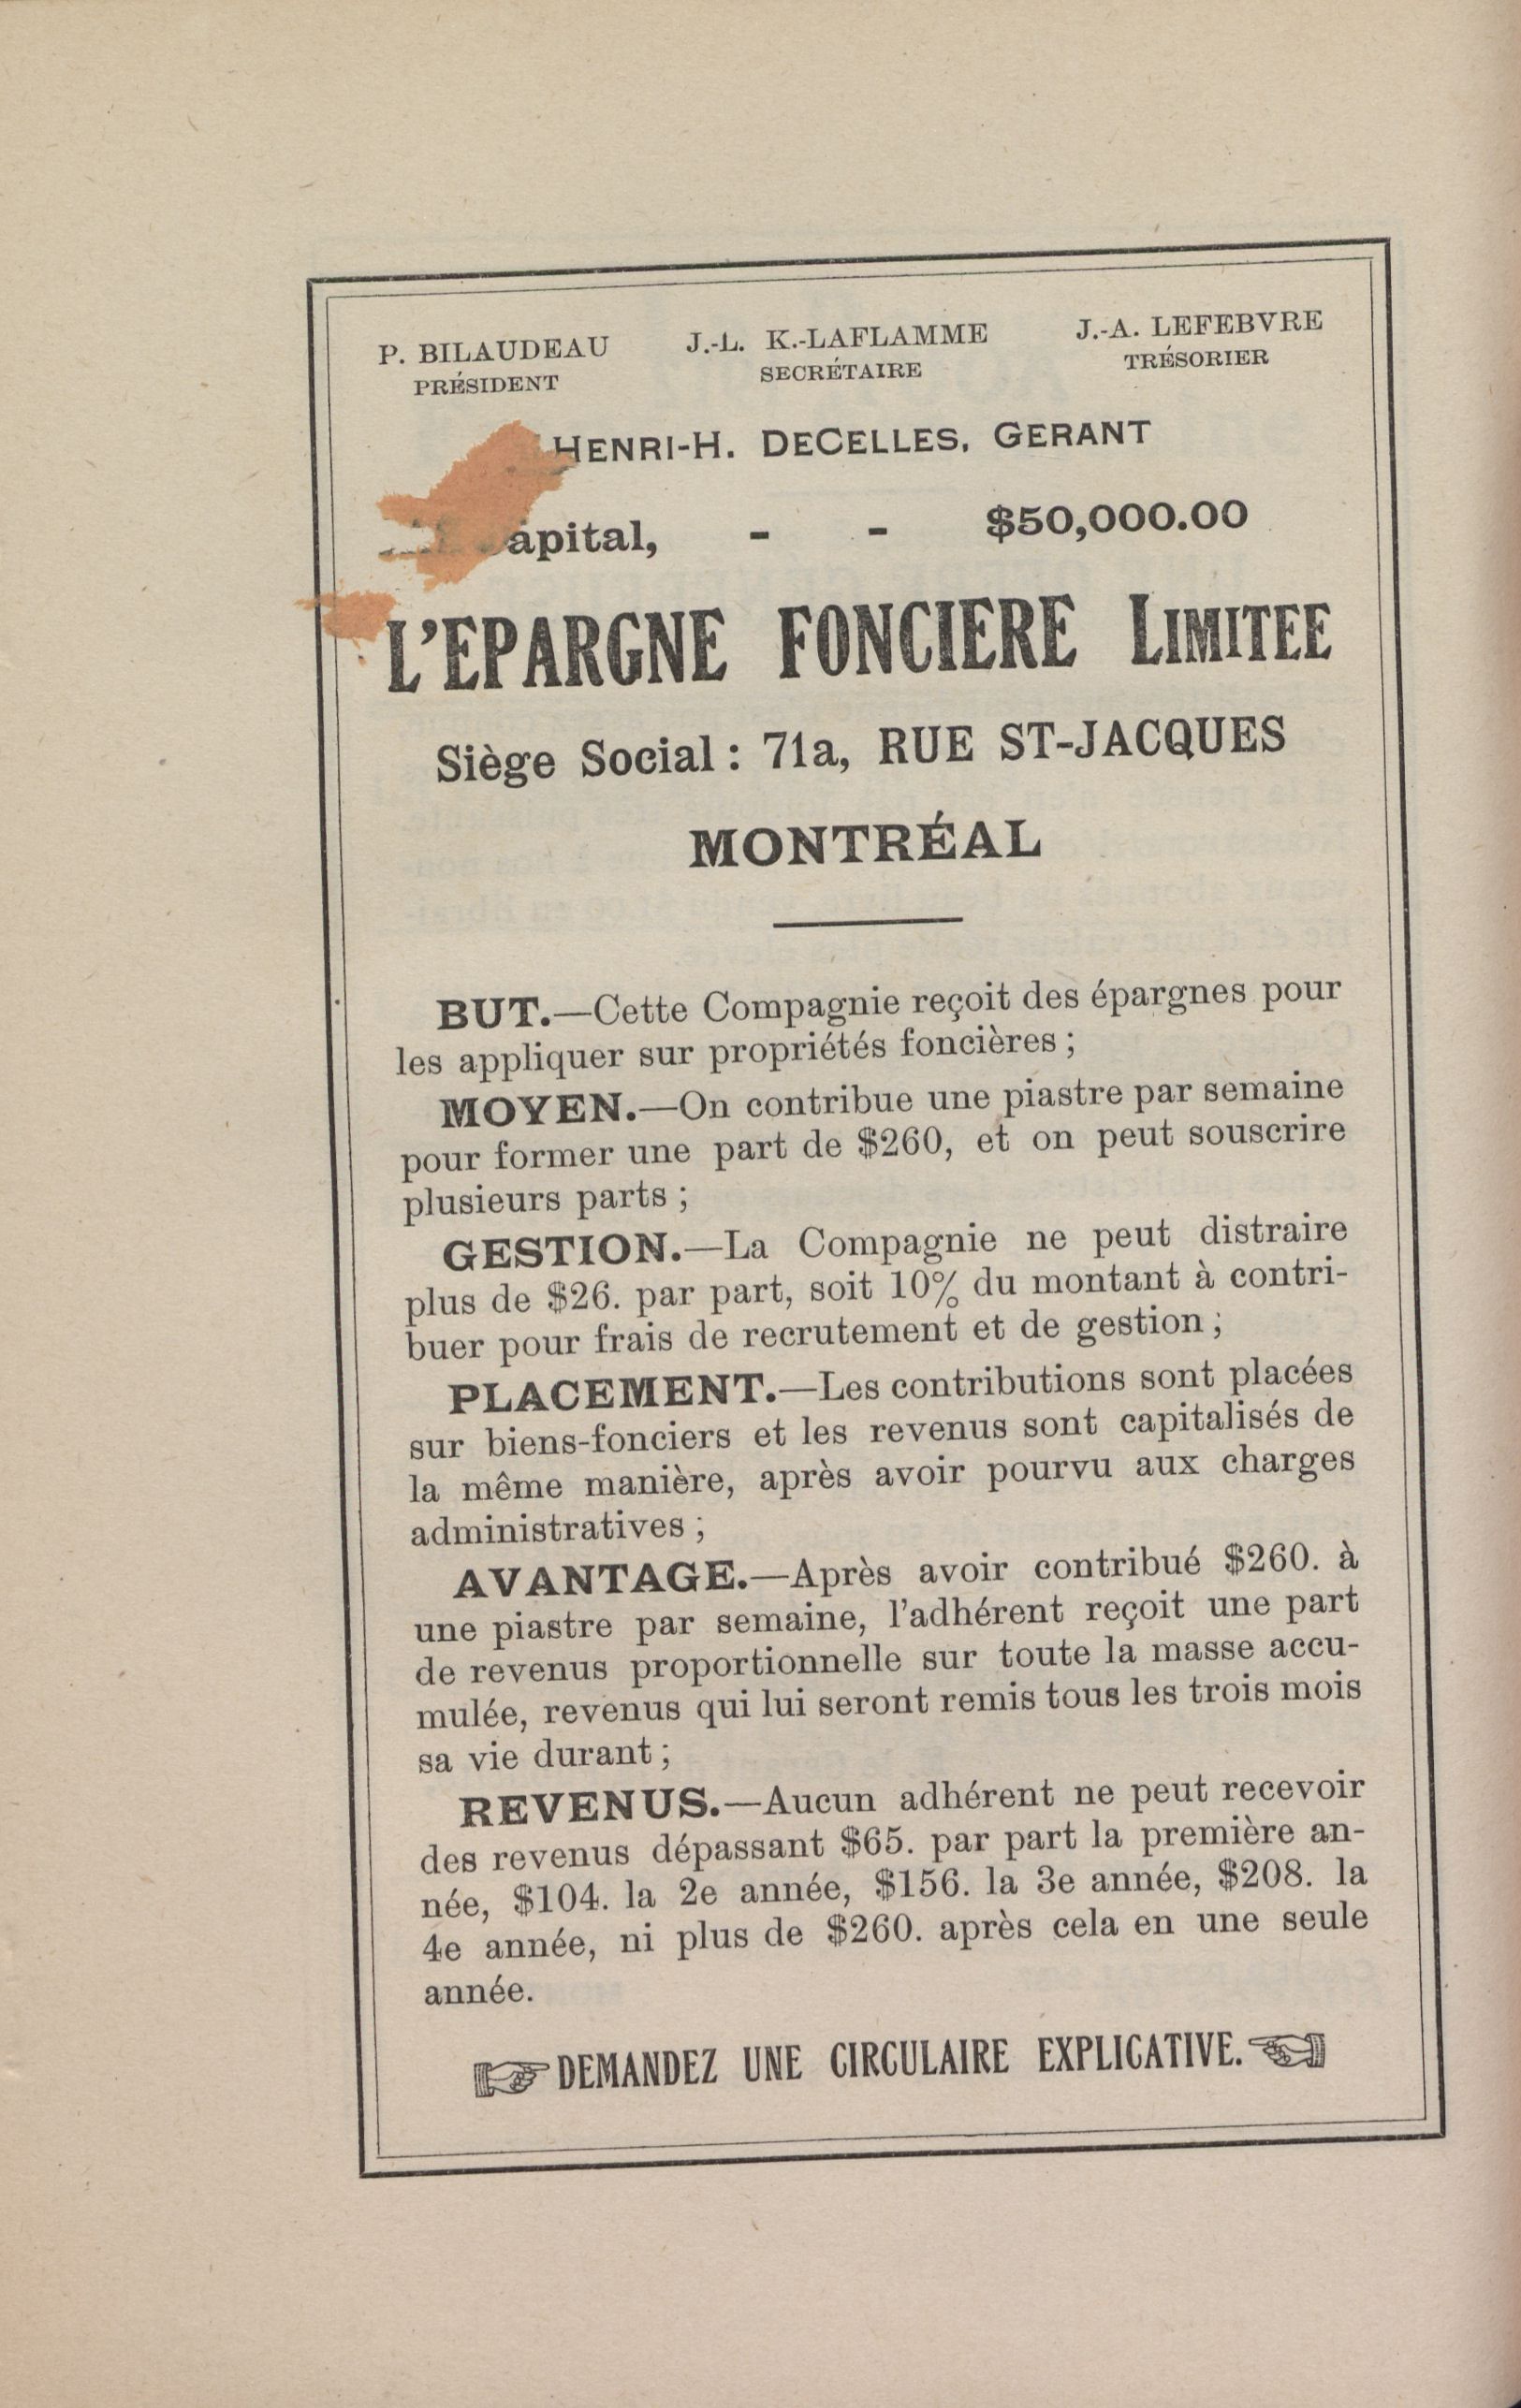 P. BILAUDEAU J.-L. K.-LAFLAMME J.-A. LEFEBVRE
PRÉSIDENT SECRÉTAIRE TRÉSORIER
HENRI-H. DECELLES, GERANT
apital, - - $50,000.00
L'EPARGNE FONCIERE LIMITEE
Siège Social : 71a, RUE ST-JACQUES
MONTRÉAL
BUT.—Cette Compagnie reçoit des épargnes pour
les appliquer sur propriétés foncières ;
MOYEN.—On contribue une piastre par semaine
pour former une part de $260, et on peut souscrire
plusieurs parts ;
GESTION.—La Compagnie ne peut distraire
plus de $26. par part, soit 10% du montant à contri-
buer pour frais de recrutement et de gestion ;
PLACEMENT.—Les contributions sont placées
sur biens-fonciers et les revenus sont capitalisés de
la même manière, après avoir pourvu aux charges
administratives ;
AVANTAGE.—Après avoir contribué $260. à
une piastre par semaine, l'adhérent reçoit une part
de revenus proportionnelle sur toute la masse accu-
mulée, revenus qui lui seront remis tous les trois mois
sa vie durant ;
REVENUS.—Aucun adhérent ne peut recevoir
des revenus dépassant $65. par part la première an-
née, $104. la 2e année, $156. la 3e année, $208. la
4e année, ni plus de $260. après cela en une seule
année.
DEMANDEZ UNE CIRCULAIRE EXPLICATIVE.